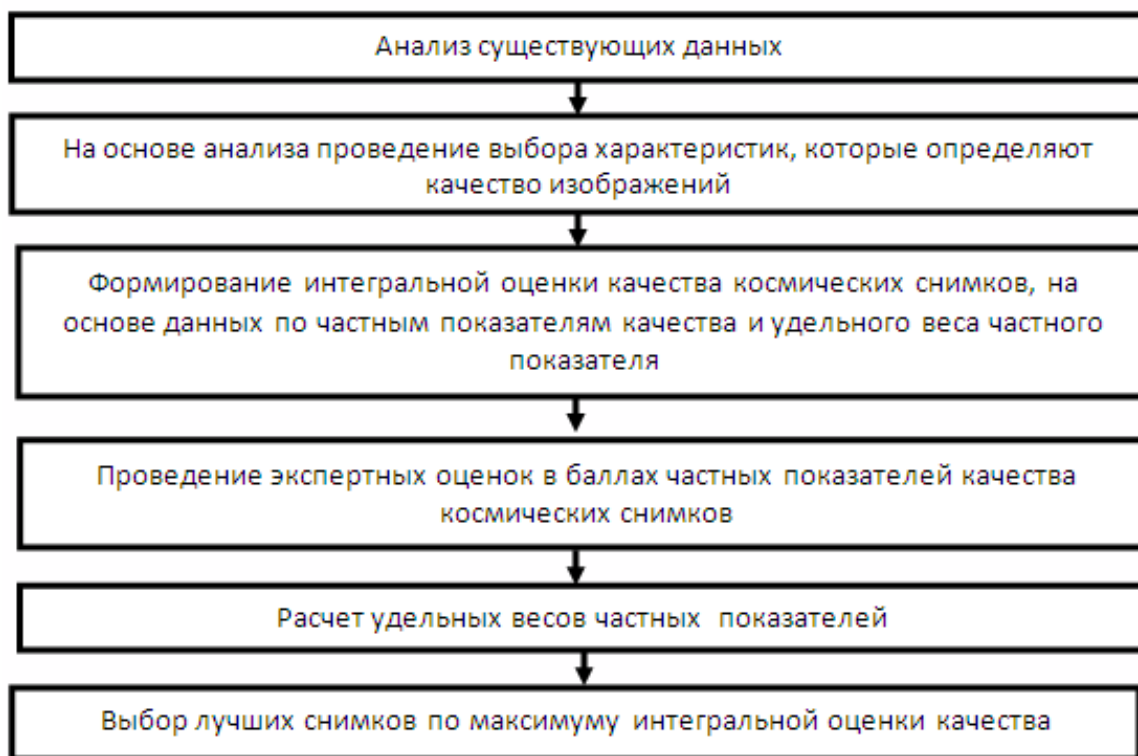 Анализ существующих данных
На основе анализа проведение выбора характеристик, которые определяют
качество изображений
Формирование интегральной оценки качества космических снимков, на
основе данных по частным показателям качества и удельного веса частного
показателя
Проведение экспертных оценок в баллах частных показателей качества
космических снимков
Расчет удельных весов частных показателей
Выбор лучших снимков по максимуму интегральной оценки качества